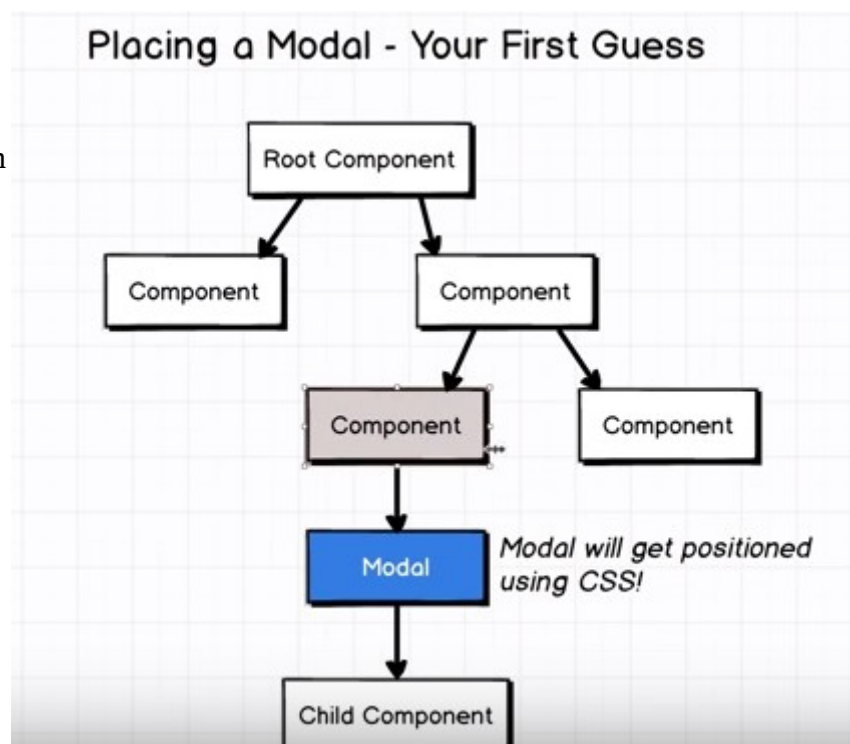 Placing a Modal - Your First Guess
Root Component
Component
Component
Component
Component
Modal
Modal will get positioned
using CSS!
Child Component